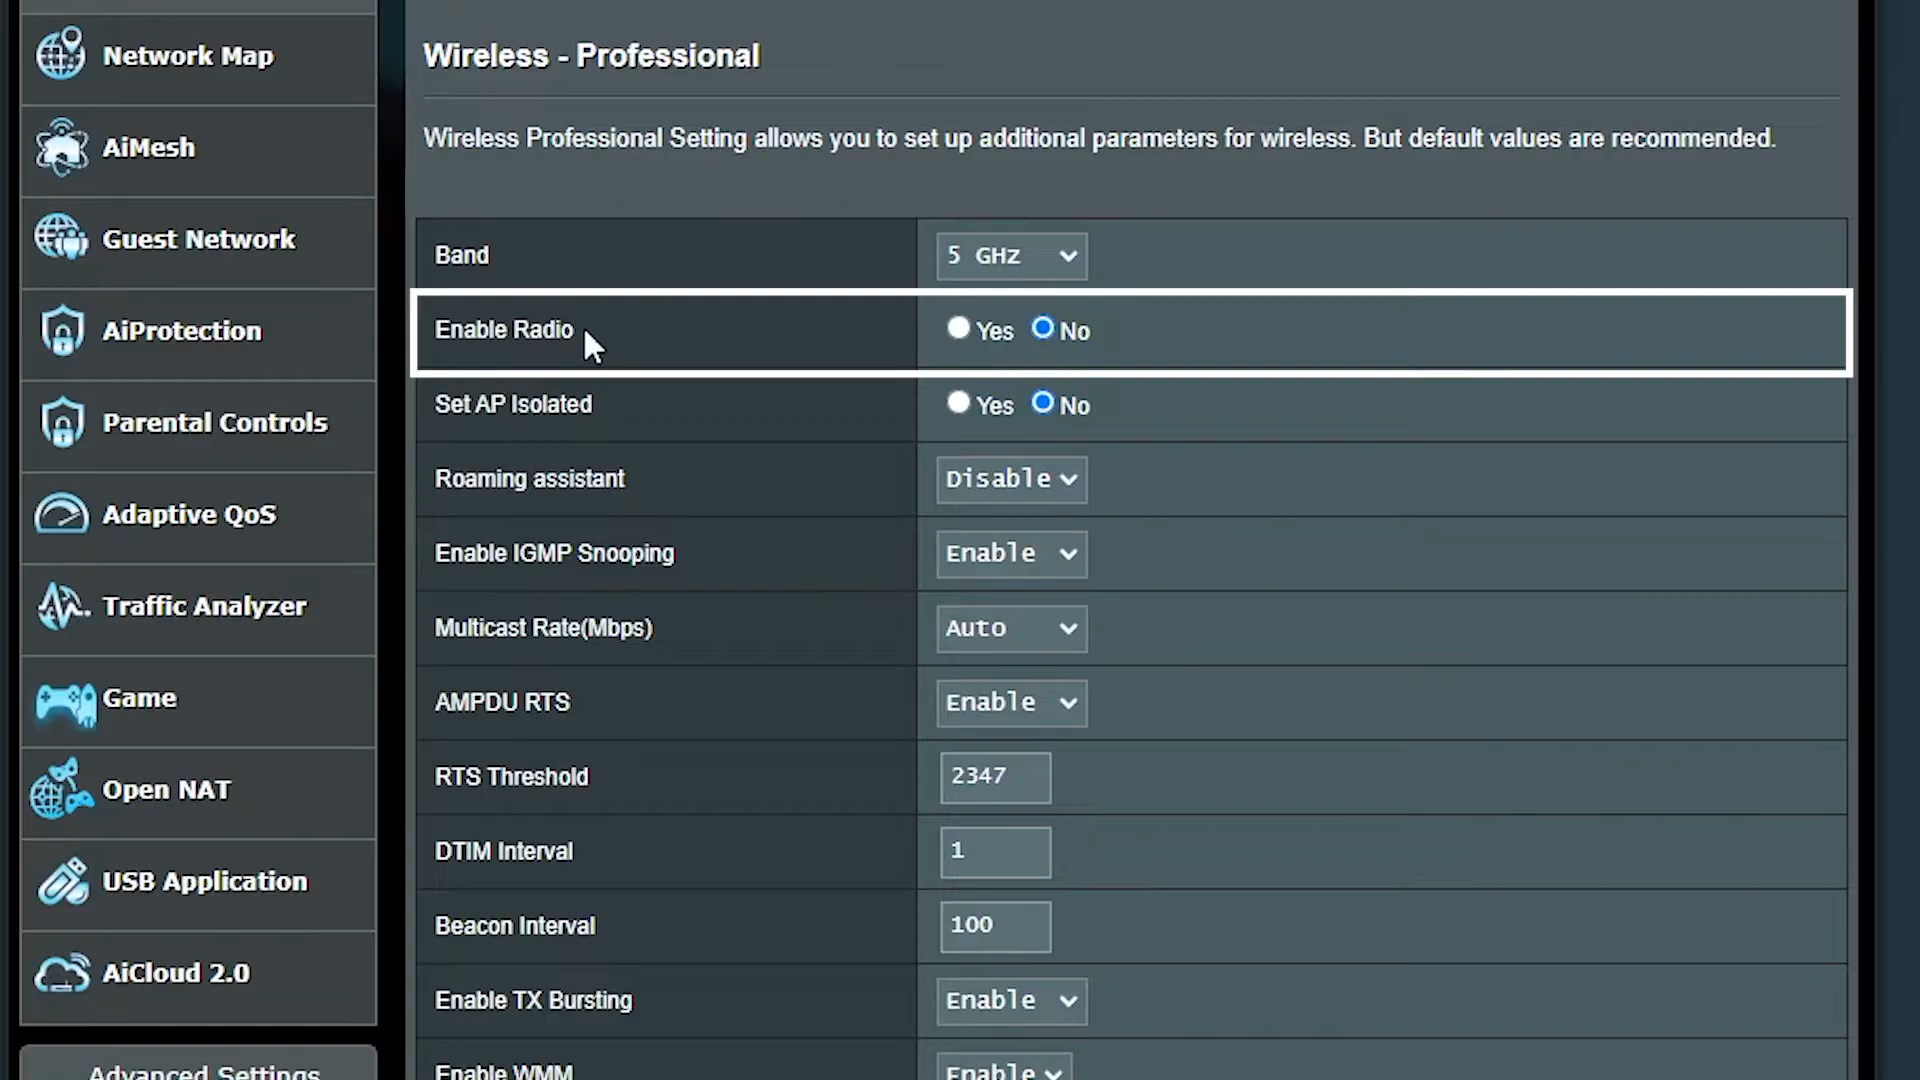 Network Map
AiMesh
Guest Network
AiProtection
Parental Controls
Adaptive QoS
Traffic Analyzer
Game
Open NAT
USB Application
AiCloud 2.0
Advanced Settings
Wireless - Professional
Wireless Professional Setting allows you to set up additional parameters for wireless. But default values are recommended.
Band 5 GHz
Enable Radio Yes No
Set AP Isolated Yes No
Roaming assistant Disable
Enable IGMP Snooping Enable
Multicast Rate(Mbps) Auto
AMPDU RTS Enable
RTS Threshold 2347
DTIM Interval 1
Beacon Interval 100
Enable TX Bursting Enable
Enable WMM Enable